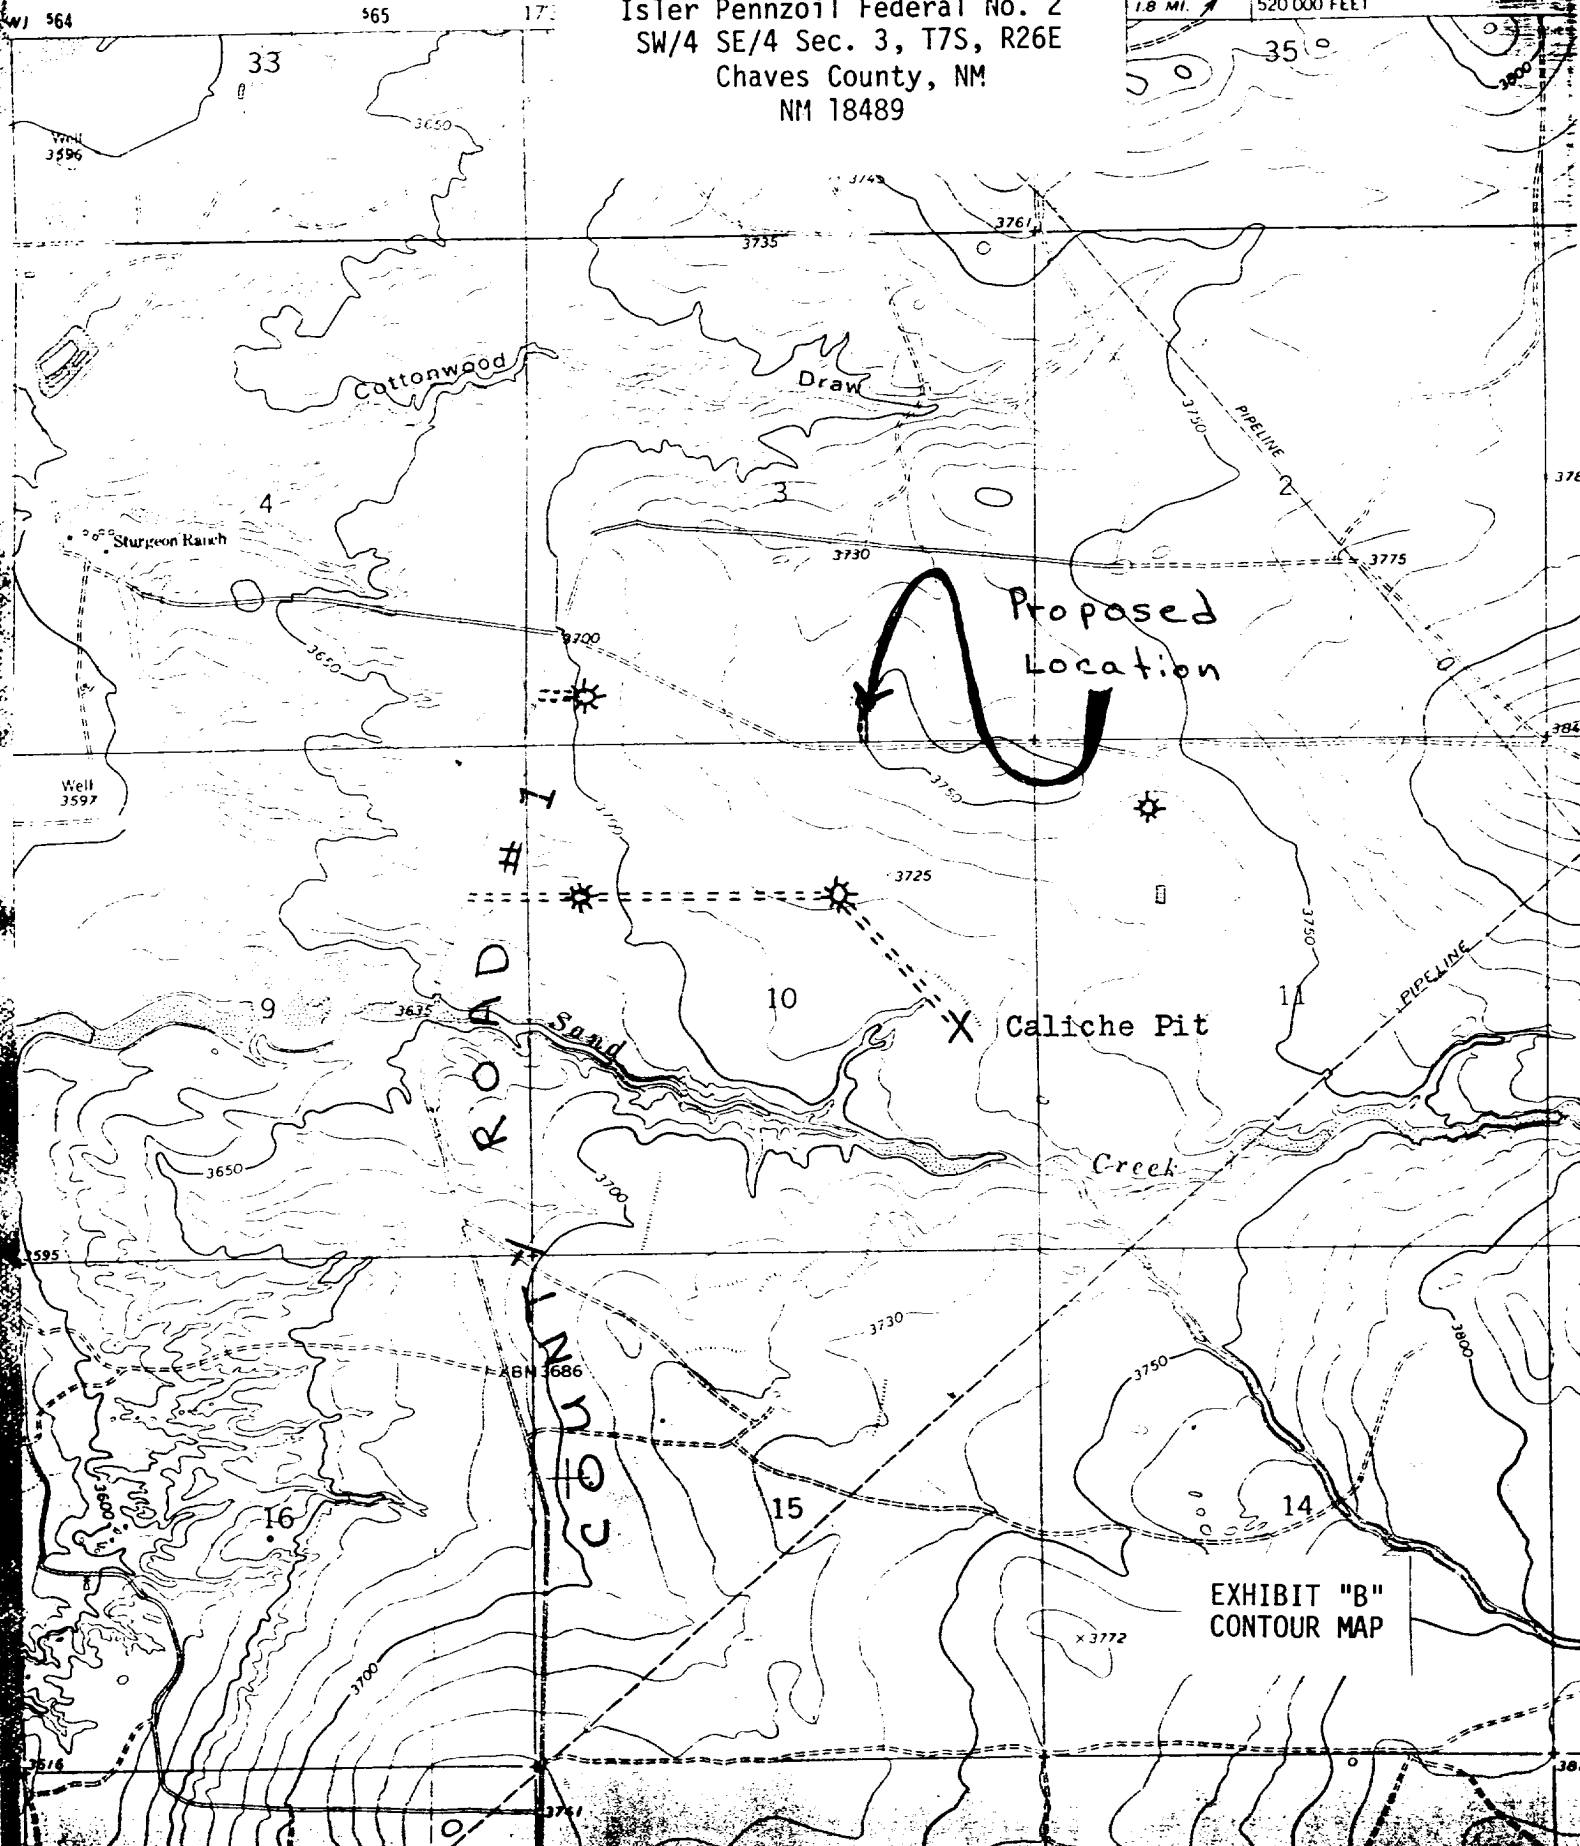 564 565
Isler Pennzoil Federal No. 2
SW/4 SE/4 Sec. 3, T7S, R26E
Chaves County, NM
NM 18489
1.8 MI. 520 000 FEET
33
35
3800
3650
Well
3596
3745
3761
3735
Cottonwood Draw
3750
PIPELINE
4
3
2
Sturgeon Ranch
3730
3775
3700
3650
Proposed
Location
Well
3597
3750
3700
3725
3750
COUNTY ROAD # 1
9
10
11
PIPELINE
3635
Sand Creek
X Caliche Pit
3650
3700
3595
3730
3750
3800
ABM 3686
3600
16
15
14
EXHIBIT "B"
CONTOUR MAP
x 3772
3700
3616
3761